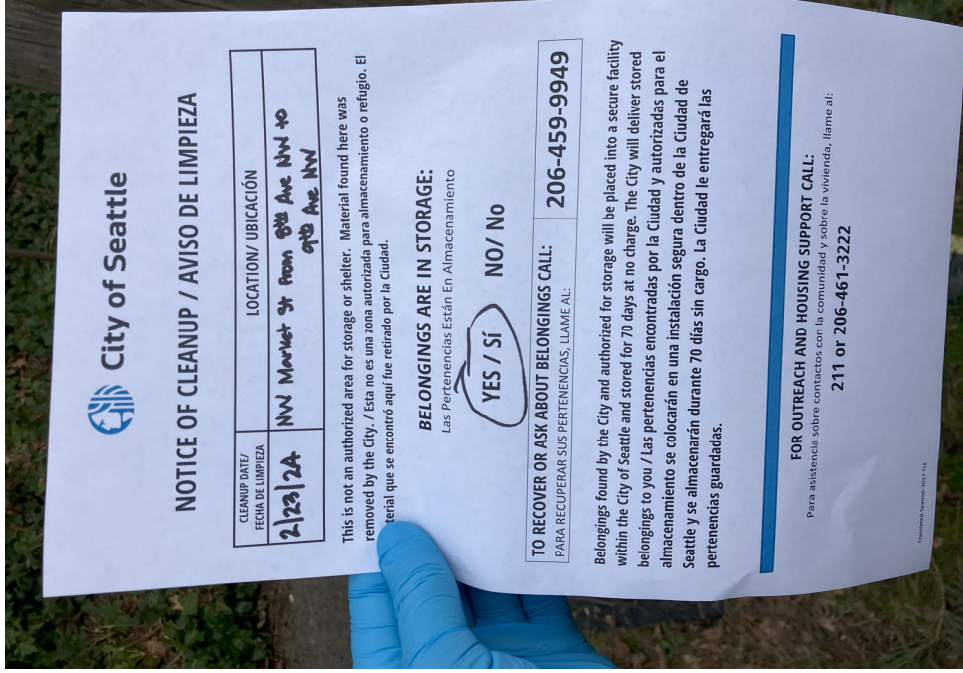 City of Seattle
NOTICE OF CLEANUP / AVISO DE LIMPIEZA
CLEANUP DATE/
FECHA DE LIMPIEZA
LOCATION/ UBICACIÓN
2/23/24
NW Market St from 8th Ave NW to
9th Ave NW
This is not an authorized area for storage or shelter. Material found here was
removed by the City. / Esta no es una zona autorizada para almacenamiento o refugio. El
terial que se encontró aquí fue retirado por la Ciudad.
BELONGINGS ARE IN STORAGE:
Las Pertenencias Están En Almacenamiento
YES / Sí NO/ No
TO RECOVER OR ASK ABOUT BELONGINGS CALL:
PARA RECUPERAR SUS PERTENENCIAS, LLAME AL:
206-459-9949
Belongings found by the City and authorized for storage will be placed into a secure facility
within the City of Seattle and stored for 70 days at no charge. The City will deliver stored
belongings to you / Las pertenencias encontradas por la Ciudad y autorizadas para el
almacenamiento se colocarán en una instalación segura dentro de la Ciudad de
Seattle y se almacenarán durante 70 días sin cargo. La Ciudad le entregará las
pertenencias guardadas.
FOR OUTREACH AND HOUSING SUPPORT CALL:
Para asistencia sobre contactos con la comunidad y sobre la vivienda, llame al:
211 or 206-461-3222